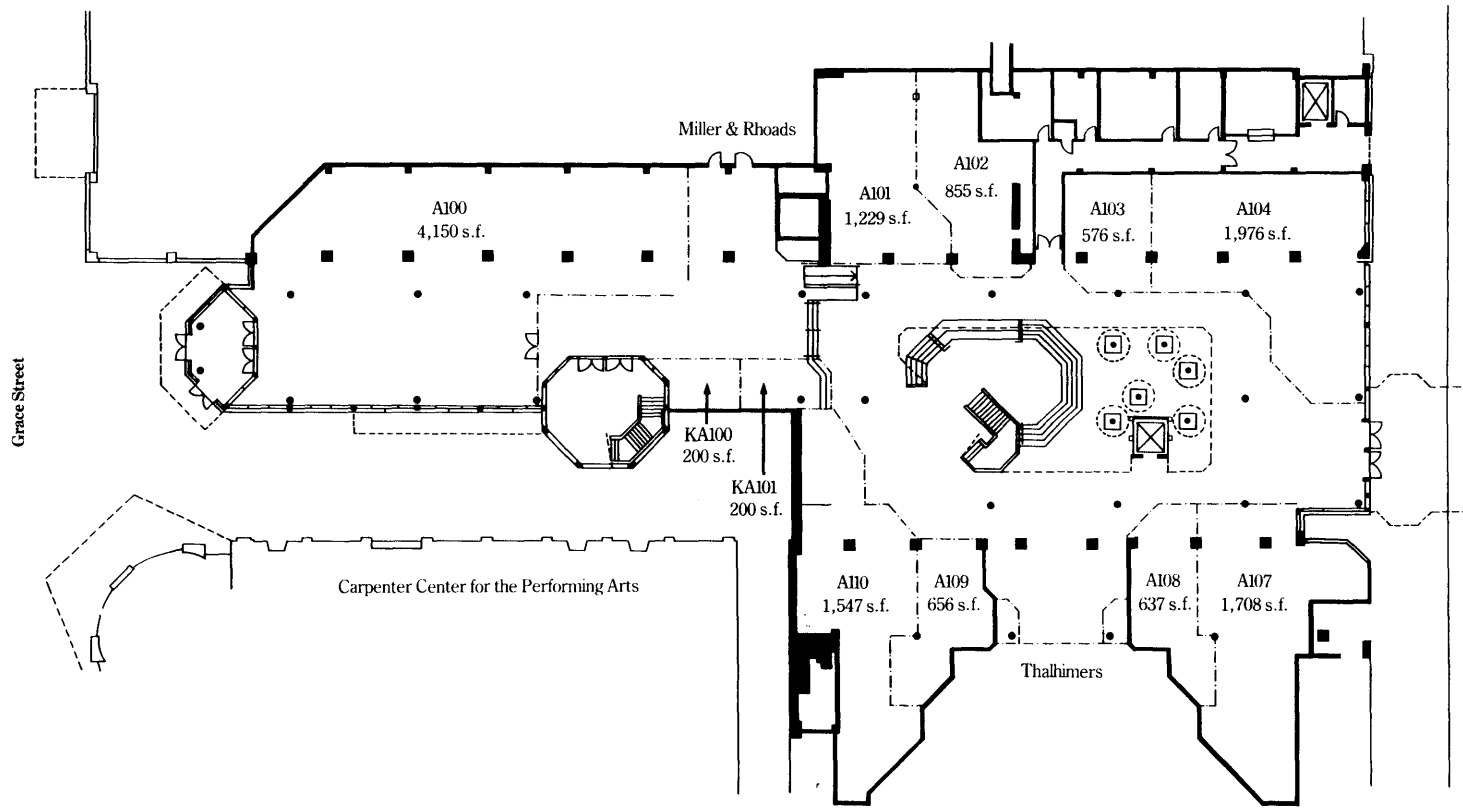 Miller & Rhoads
A100
4,150 s.f.
A101
1,229 s.f.
A102
855 s.f.
A103
576 s.f.
A104
1,976 s.f.
Grace Street
KA100
200 s.f.
KA101
200 s.f.
Carpenter Center for the Performing Arts
A110
1,547 s.f.
A109
656 s.f.
A108
637 s.f.
A107
1,708 s.f.
Thalhimers